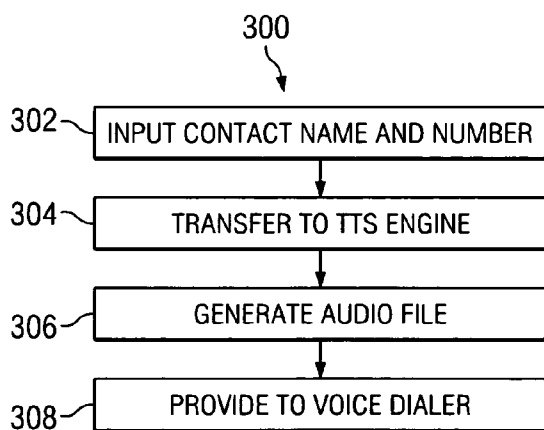 300
302 INPUT CONTACT NAME AND NUMBER
304 TRANSFER TO TTS ENGINE
306 GENERATE AUDIO FILE
308 PROVIDE TO VOICE DIALER